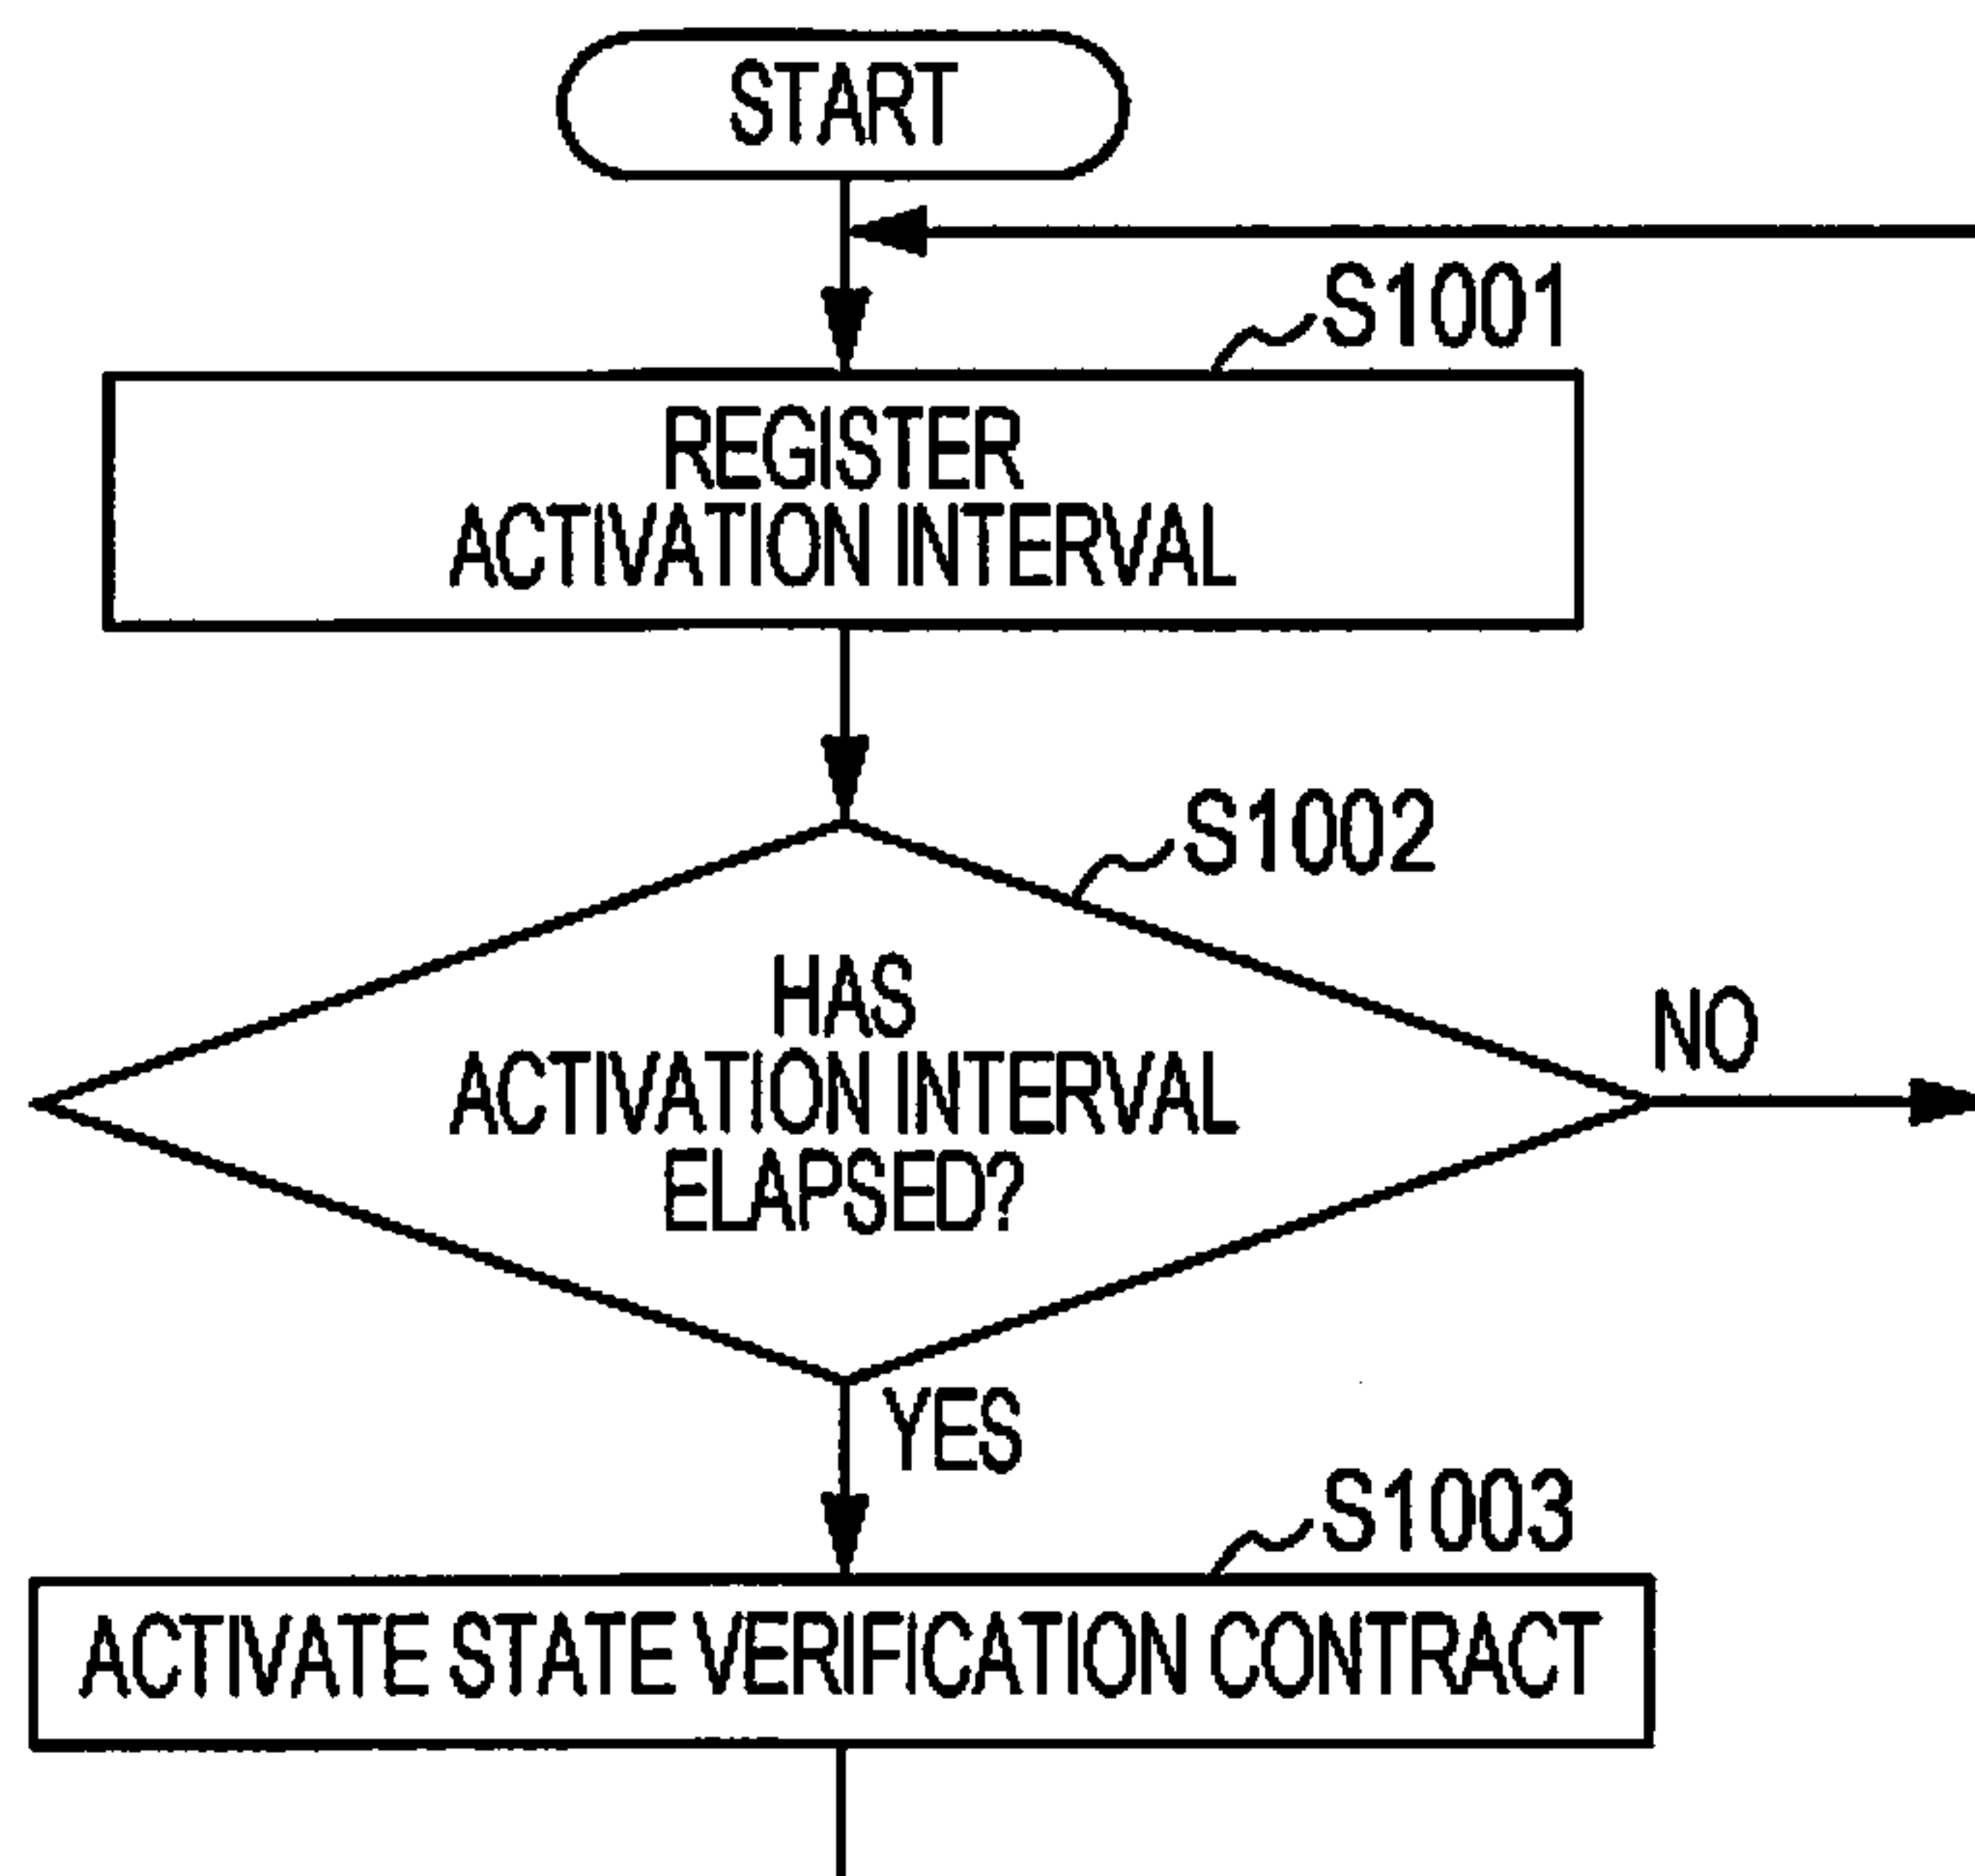 START
S1001
REGISTER
ACTIVATION INTERVAL
S1002
HAS
ACTIVATION INTERVAL
ELAPSED?
NO
YES
S1003
ACTIVATE STATE VERIFICATION CONTRACT